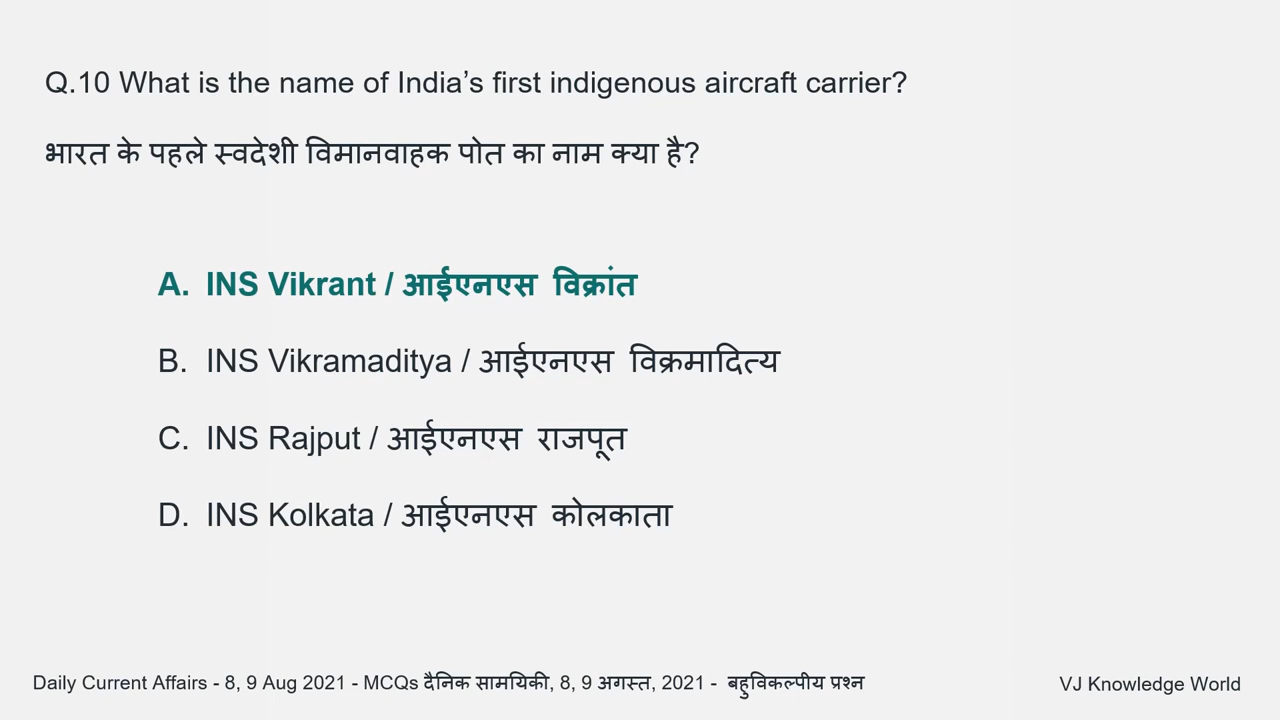 Q.10 What is the name of India’s first indigenous aircraft carrier?
भारत के पहले स्वदेशी विमानवाहक पोत का नाम क्या है?
A. INS Vikrant / आईएनएस विक्रांत
B. INS Vikramaditya / आईएनएस विक्रमादित्य
C. INS Rajput / आईएनएस राजपूत
D. INS Kolkata / आईएनएस कोलकाता
Daily Current Affairs - 8, 9 Aug 2021 - MCQs दैनिक सामयिकी, 8, 9 अगस्त, 2021 - बहुविकल्पीय प्रश्न
VJ Knowledge World